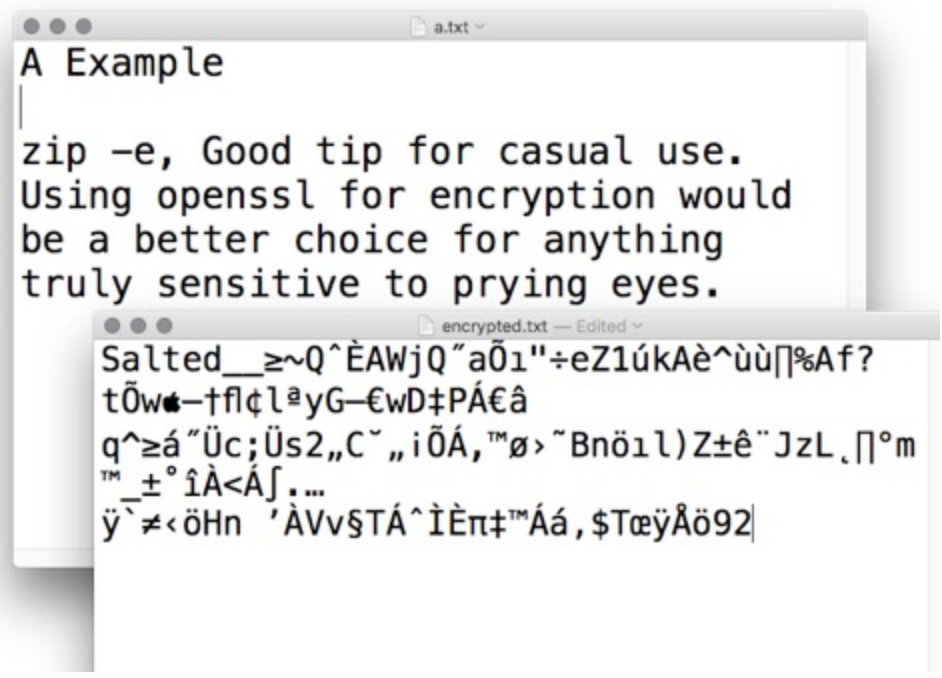 a.txt
A Example
zip -e, Good tip for casual use.
Using openssl for encryption would
be a better choice for anything
truly sensitive to prying eyes.
encrypted.txt — Edited
Salted__≥~QˆÈAWjQ˝aÕı"÷eZ1úkAè^ùù∏%Af?
tÕw–†ﬂ¢lªyG—€wD‡PÁ€â
q^≥á˝Üc;Üs2„C˘„¡ÕÁ,™ø›˜Bnöıl)Z±ê¨JzL˛∏°m
™_±˚îÀ<Á∫.…
ÿ`≠‹öHn ’ÀVv§TÁˆÌÈπ‡™Áá‚$TœÿÅö92